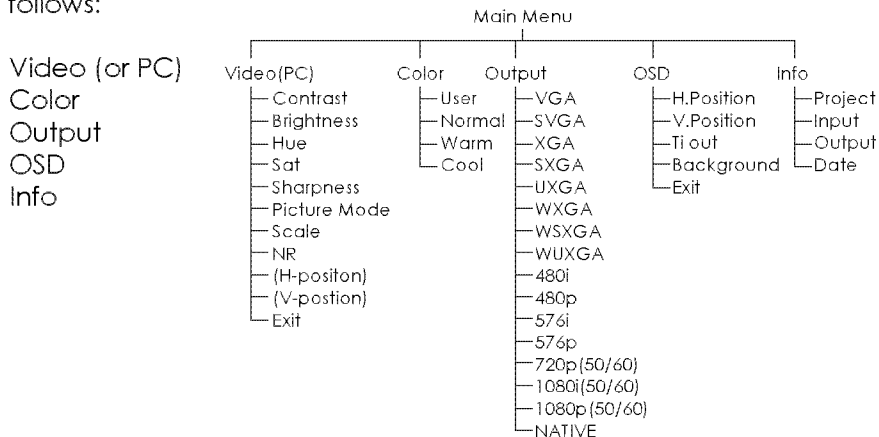 follows:
Video (or PC)
Color
Output
OSD
Info
Main Menu
Video(PC)
Contrast
Brightness
Hue
Sat
Sharpness
Picture Mode
Scale
NR
(H-positon)
(V-postion)
Exit
Color
User
Normal
Warm
Cool
Output
VGA
SVGA
XGA
SXGA
UXGA
WXGA
WSXGA
WUXGA
480i
480p
576i
576p
720p(50/60)
1080i(50/60)
1080p(50/60)
NATIVE
OSD
H.Position
V.Position
Ti out
Background
Exit
Info
Project
Input
Output
Date